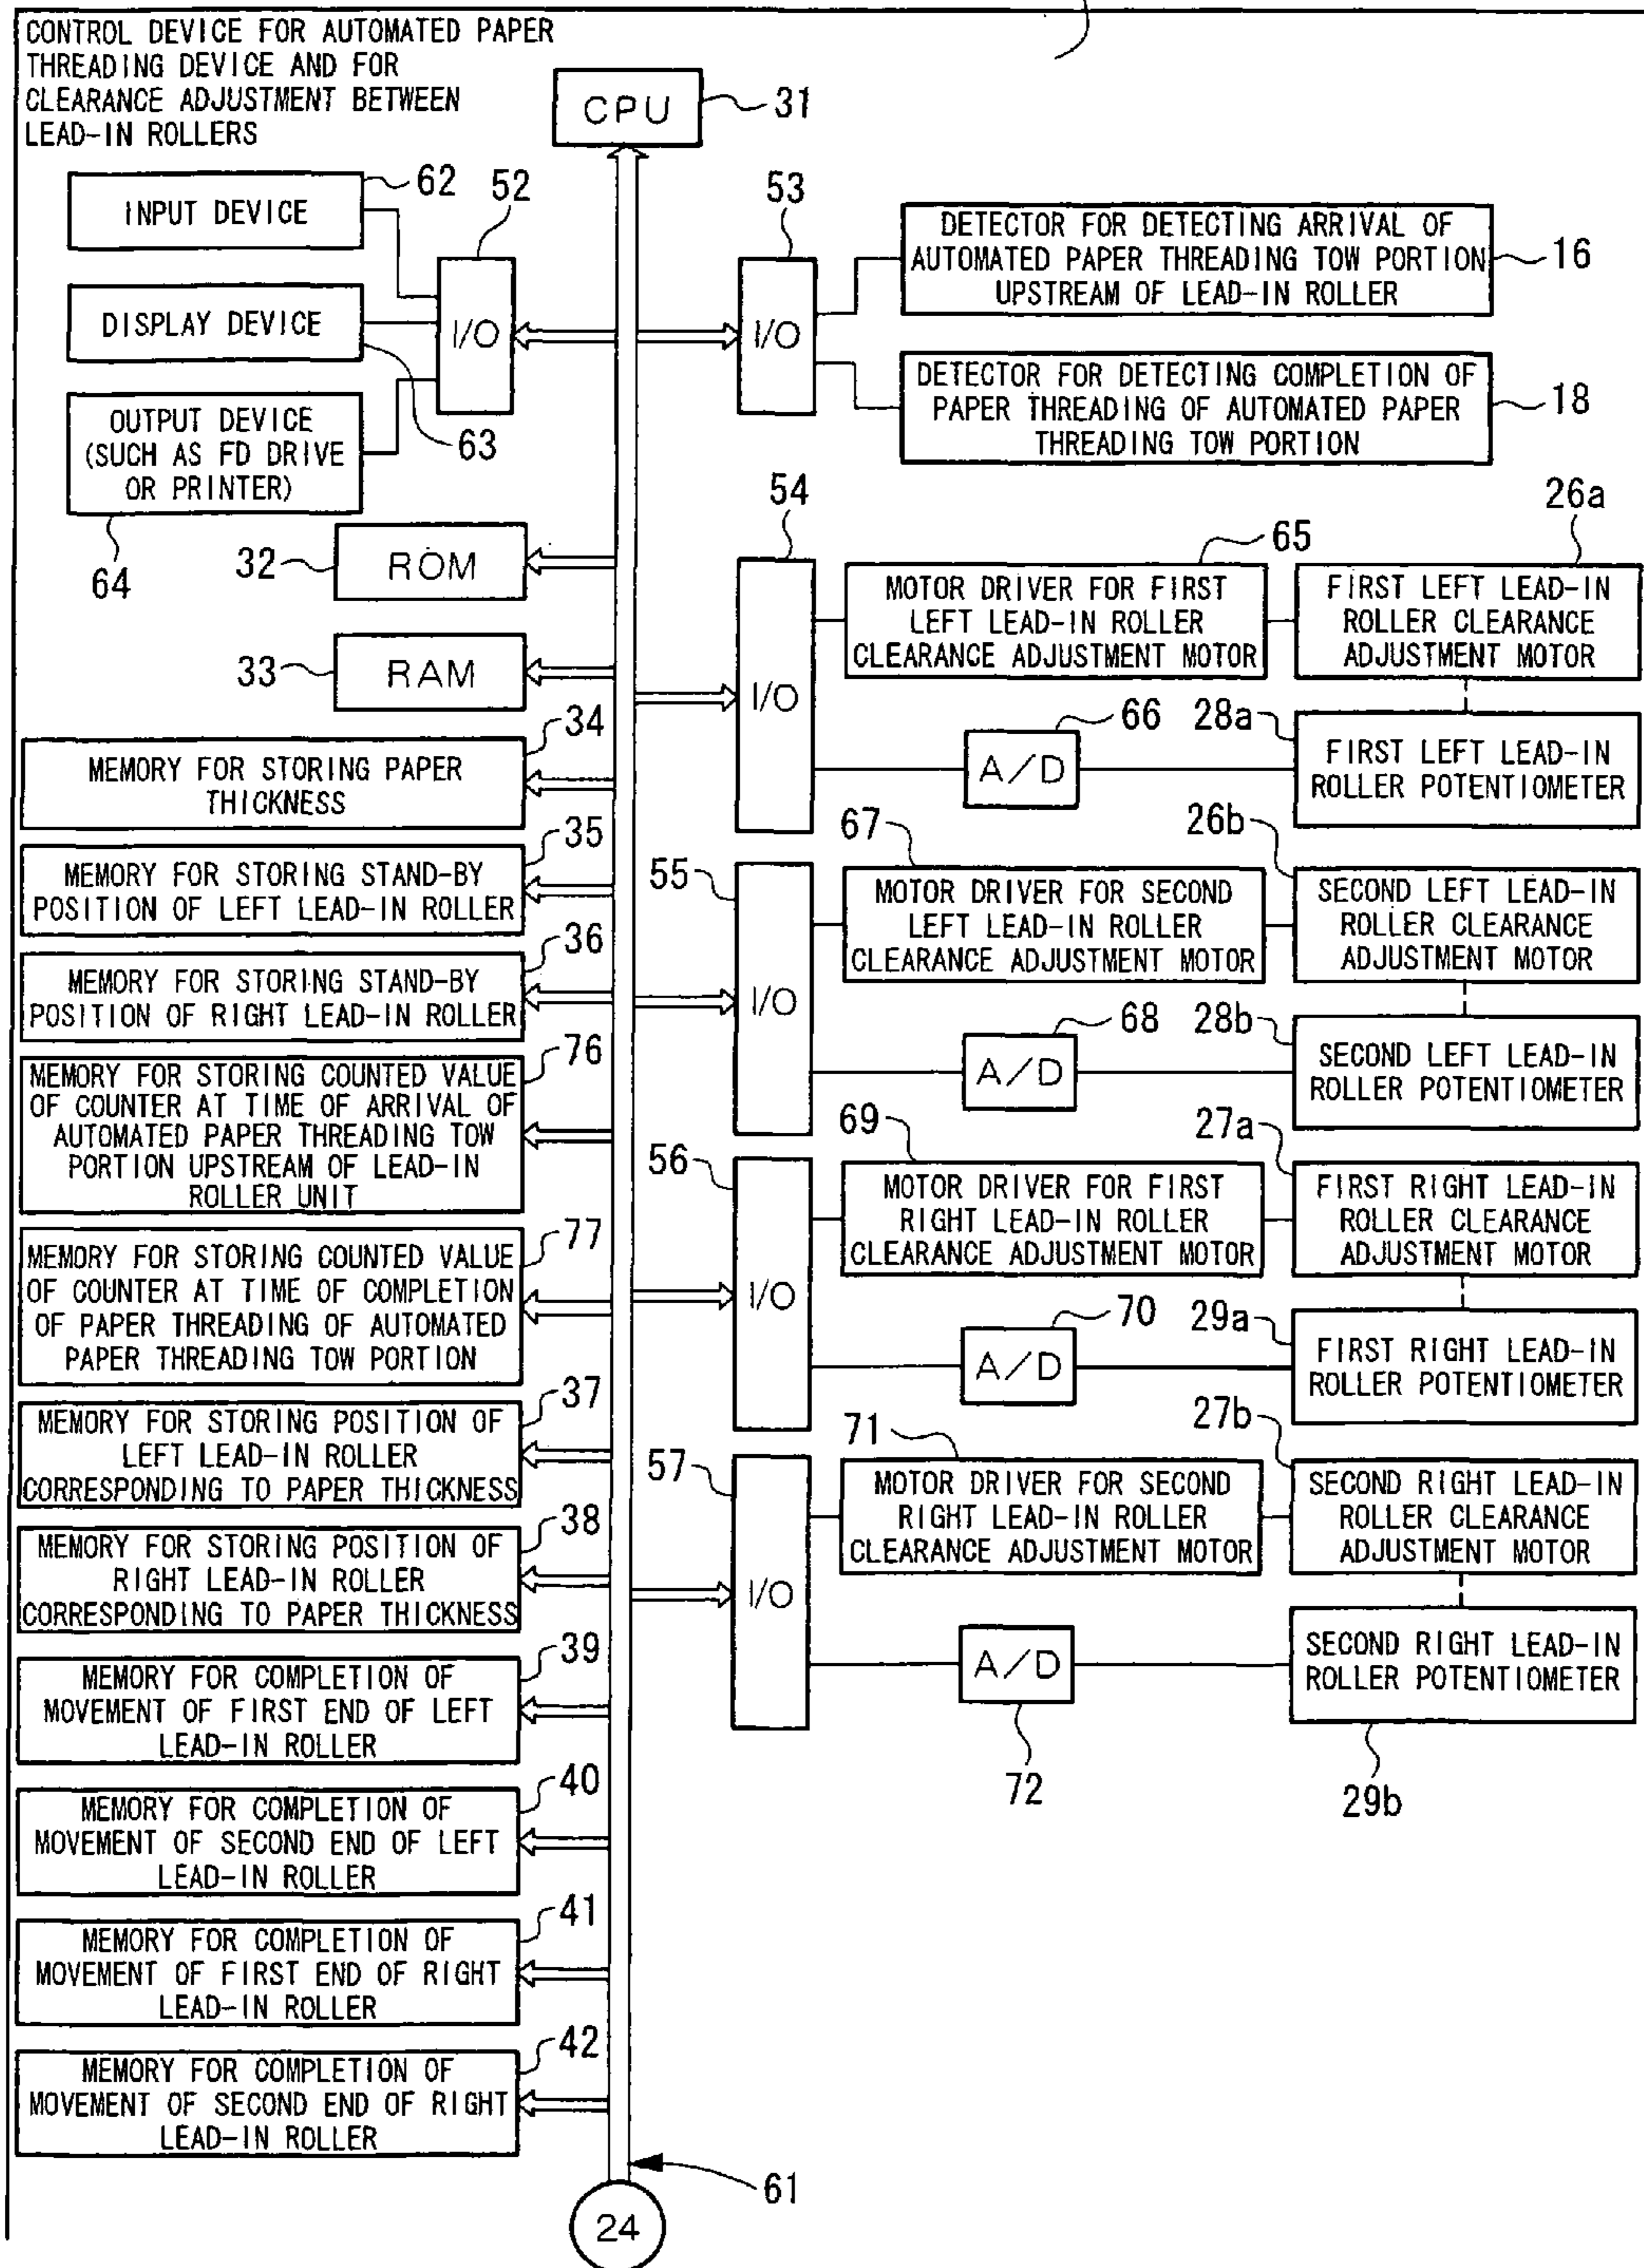 CONTROL DEVICE FOR AUTOMATED PAPER
THREADING DEVICE AND FOR
CLEARANCE ADJUSTMENT BETWEEN
LEAD-IN ROLLERS
CPU
31
62
INPUT DEVICE
52
I/O
DISPLAY DEVICE
63
OUTPUT DEVICE
(SUCH AS FD DRIVE
OR PRINTER)
64
53
I/O
DETECTOR FOR DETECTING ARRIVAL OF
AUTOMATED PAPER THREADING TOW PORTION
UPSTREAM OF LEAD-IN ROLLER
16
DETECTOR FOR DETECTING COMPLETION OF
PAPER THREADING OF AUTOMATED PAPER
THREADING TOW PORTION
18
32
ROM
33
RAM
34
MEMORY FOR STORING PAPER
THICKNESS
35
MEMORY FOR STORING STAND-BY
POSITION OF LEFT LEAD-IN ROLLER
36
MEMORY FOR STORING STAND-BY
POSITION OF RIGHT LEAD-IN ROLLER
76
MEMORY FOR STORING COUNTED VALUE
OF COUNTER AT TIME OF ARRIVAL OF
AUTOMATED PAPER THREADING TOW
PORTION UPSTREAM OF LEAD-IN
ROLLER UNIT
77
MEMORY FOR STORING COUNTED VALUE
OF COUNTER AT TIME OF COMPLETION
OF PAPER THREADING OF AUTOMATED
PAPER THREADING TOW PORTION
37
MEMORY FOR STORING POSITION OF
LEFT LEAD-IN ROLLER
CORRESPONDING TO PAPER THICKNESS
38
MEMORY FOR STORING POSITION OF
RIGHT LEAD-IN ROLLER
CORRESPONDING TO PAPER THICKNESS
39
MEMORY FOR COMPLETION OF
MOVEMENT OF FIRST END OF LEFT
LEAD-IN ROLLER
40
MEMORY FOR COMPLETION OF
MOVEMENT OF SECOND END OF LEFT
LEAD-IN ROLLER
41
MEMORY FOR COMPLETION OF
MOVEMENT OF FIRST END OF RIGHT
LEAD-IN ROLLER
42
MEMORY FOR COMPLETION OF
MOVEMENT OF SECOND END OF RIGHT
LEAD-IN ROLLER
54
I/O
65
MOTOR DRIVER FOR FIRST
LEFT LEAD-IN ROLLER
CLEARANCE ADJUSTMENT MOTOR
26a
FIRST LEFT LEAD-IN
ROLLER CLEARANCE
ADJUSTMENT MOTOR
66
A/D
28a
FIRST LEFT LEAD-IN
ROLLER POTENTIOMETER
55
I/O
67
MOTOR DRIVER FOR SECOND
LEFT LEAD-IN ROLLER
CLEARANCE ADJUSTMENT MOTOR
26b
SECOND LEFT LEAD-IN
ROLLER CLEARANCE
ADJUSTMENT MOTOR
68
A/D
28b
SECOND LEFT LEAD-IN
ROLLER POTENTIOMETER
56
I/O
69
MOTOR DRIVER FOR FIRST
RIGHT LEAD-IN ROLLER
CLEARANCE ADJUSTMENT MOTOR
27a
FIRST RIGHT LEAD-IN
ROLLER CLEARANCE
ADJUSTMENT MOTOR
70
A/D
29a
FIRST RIGHT LEAD-IN
ROLLER POTENTIOMETER
57
I/O
71
MOTOR DRIVER FOR SECOND
RIGHT LEAD-IN ROLLER
CLEARANCE ADJUSTMENT MOTOR
27b
SECOND RIGHT LEAD-IN
ROLLER CLEARANCE
ADJUSTMENT MOTOR
A/D
72
SECOND RIGHT LEAD-IN
ROLLER POTENTIOMETER
29b
61
24